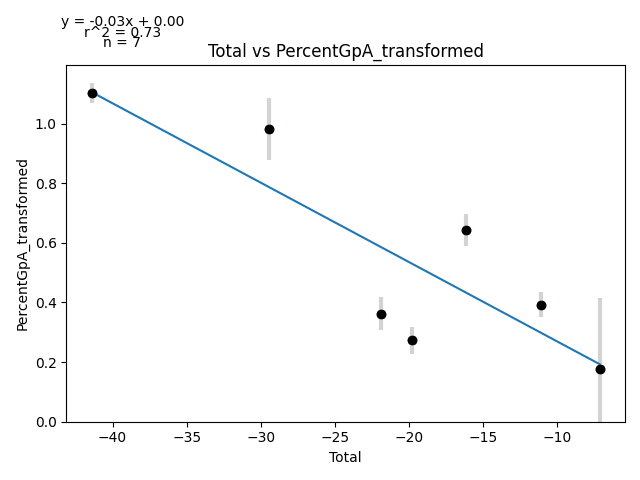 y = -0.03x + 0.00
r^2 = 0.73
n = 7
Total vs PercentGpA_transformed
PercentGpA_transformed
1.0
0.8
0.6
0.4
0.2
0.0
−40
−35
−30
−25
−20
−15
−10
Total